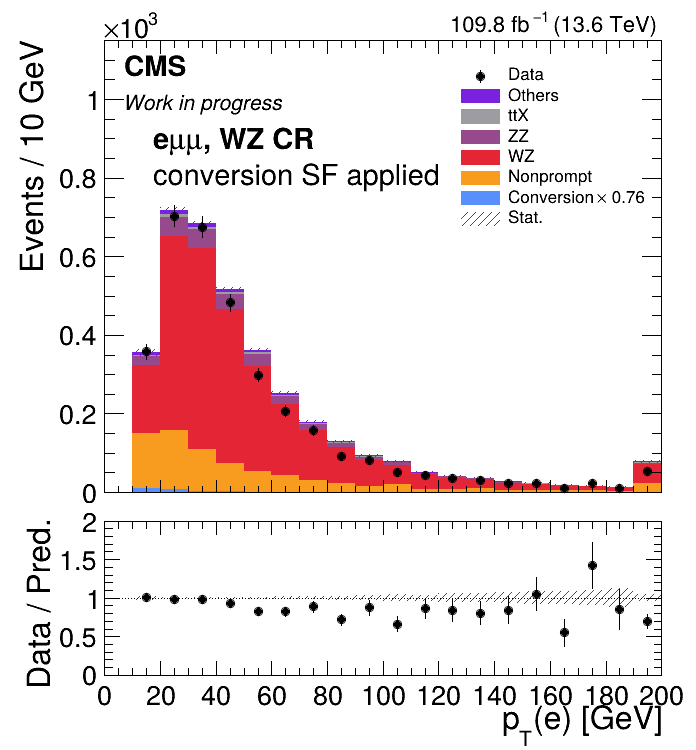 ×10³
109.8 fb⁻¹ (13.6 TeV)
Events / 10 GeV
1
0.8
0.6
0.4
0.2
0
CMS
Work in progress
eμμ, WZ CR
conversion SF applied
Data
Others
ttX
ZZ
WZ
Nonprompt
Conversion × 0.76
Stat.
Data / Pred.
2
1.5
1
0.5
0
0 20 40 60 80 100 120 140 160 180 200
p_T(e) [GeV]